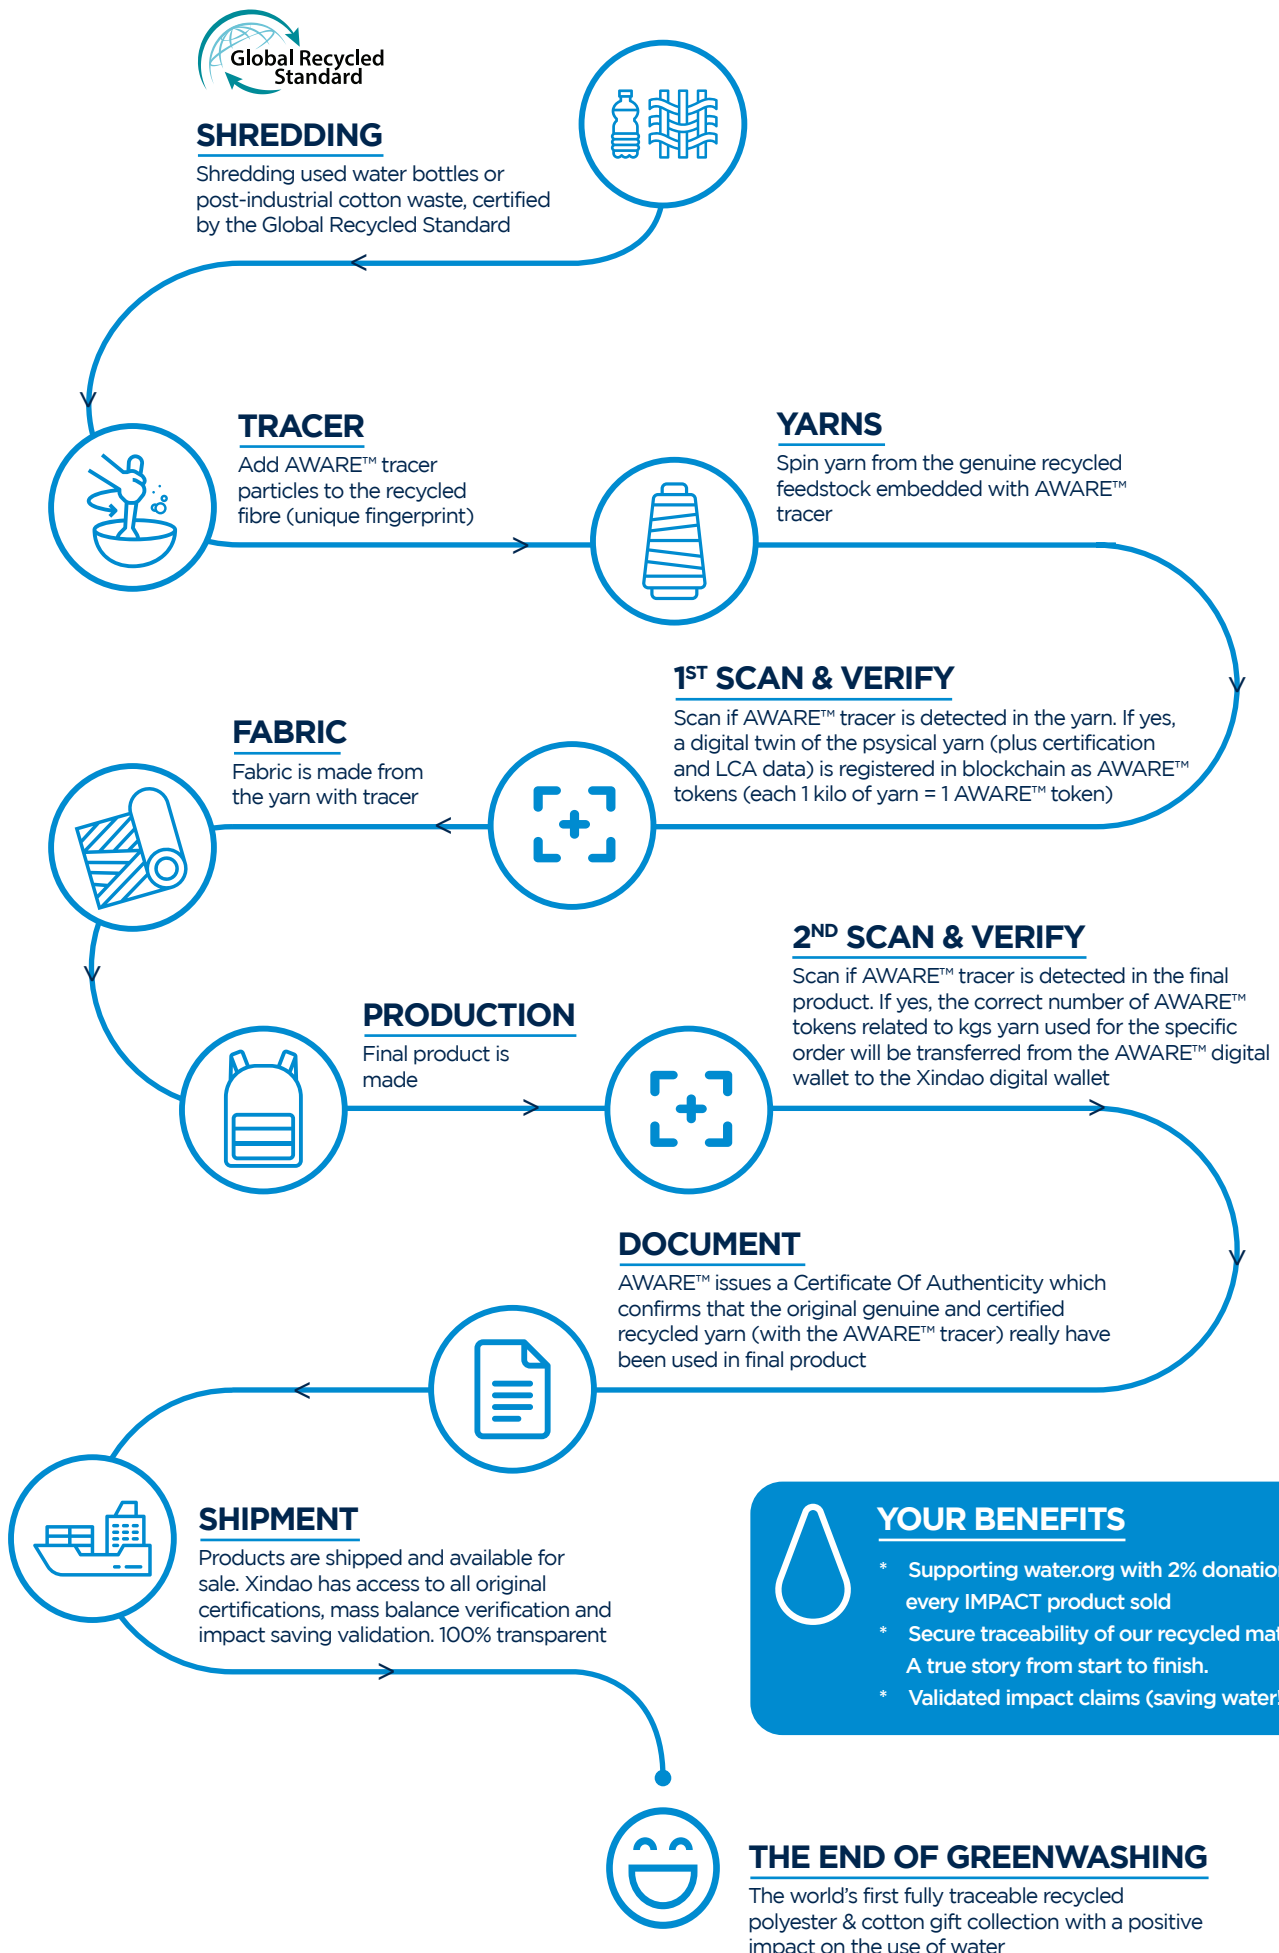 Global Recycled
Standard
SHREDDING
Shredding used water bottles or
post-industrial cotton waste, certified
by the Global Recycled Standard
TRACER
Add AWARE™ tracer
particles to the recycled
fibre (unique fingerprint)
YARNS
Spin yarn from the genuine recycled
feedstock embedded with AWARE™
tracer
1ST SCAN & VERIFY
Scan if AWARE™ tracer is detected in the yarn. If yes,
a digital twin of the psysical yarn (plus certification
and LCA data) is registered in blockchain as AWARE™
tokens (each 1 kilo of yarn = 1 AWARE™ token)
FABRIC
Fabric is made from
the yarn with tracer
PRODUCTION
Final product is
made
2ND SCAN & VERIFY
Scan if AWARE™ tracer is detected in the final
product. If yes, the correct number of AWARE™
tokens related to kgs yarn used for the specific
order will be transferred from the AWARE™ digital
wallet to the Xindao digital wallet
DOCUMENT
AWARE™ issues a Certificate Of Authenticity which
confirms that the original genuine and certified
recycled yarn (with the AWARE™ tracer) really have
been used in final product
SHIPMENT
Products are shipped and available for
sale. Xindao has access to all original
certifications, mass balance verification and
impact saving validation. 100% transparent
YOUR BENEFITS
* Supporting water.org with 2% donatio
every IMPACT product sold
* Secure traceability of our recycled mat
A true story from start to finish.
* Validated impact claims (saving water
THE END OF GREENWASHING
The world's first fully traceable recycled
polyester & cotton gift collection with a positive
impact on the use of water